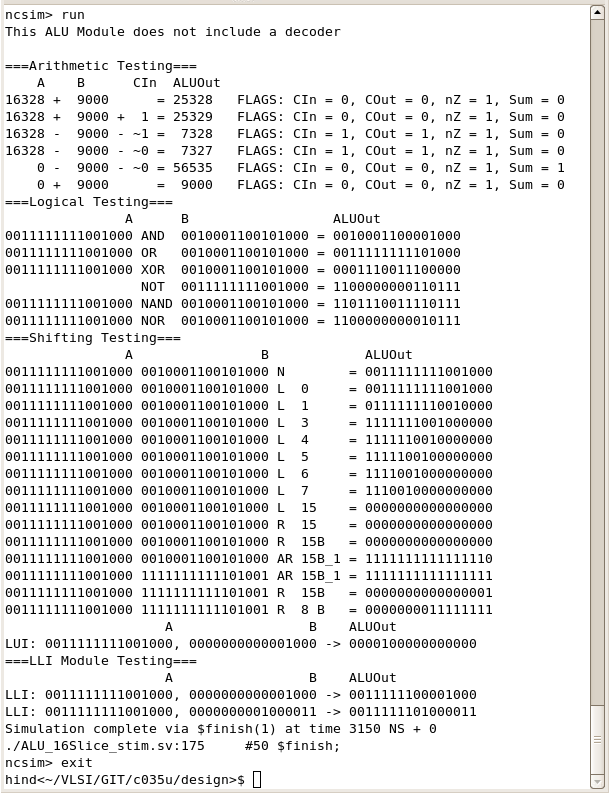 ncsim> run
This ALU Module does not include a decoder
===Arithmetic Testing===
    A    B      CIn  ALUOut
16328 +  9000      = 25328   FLAGS: CIn = 0, COut = 0, nZ = 1, Sum = 0
16328 +  9000 +  1 = 25329   FLAGS: CIn = 0, COut = 0, nZ = 1, Sum = 0
16328 -  9000 - ~1 =  7328   FLAGS: CIn = 1, COut = 1, nZ = 1, Sum = 0
16328 -  9000 - ~0 =  7327   FLAGS: CIn = 1, COut = 1, nZ = 1, Sum = 0
    0 -  9000 - ~0 = 56535   FLAGS: CIn = 0, COut = 0, nZ = 1, Sum = 1
    0 +  9000      =  9000   FLAGS: CIn = 0, COut = 0, nZ = 1, Sum = 0
===Logical Testing===
               A      B                  ALUOut
0011111111001000 AND  0010001100101000 = 0010001100001000
0011111111001000 OR   0010001100101000 = 0011111111101000
0011111111001000 XOR  0010001100101000 = 0001110011100000
                 NOT  0011111111001000 = 1100000000110111
0011111111001000 NAND 0010001100101000 = 1101110011110111
0011111111001000 NOR  0010001100101000 = 1100000000010111
===Shifting Testing===
               A                B            ALUOut
0011111111001000 0010001100101000 N        = 0011111111001000
0011111111001000 0010001100101000 L  0     = 0011111111001000
0011111111001000 0010001100101000 L  1     = 0111111110010000
0011111111001000 0010001100101000 L  3     = 1111111001000000
0011111111001000 0010001100101000 L  4     = 1111110010000000
0011111111001000 0010001100101000 L  5     = 1111100100000000
0011111111001000 0010001100101000 L  6     = 1111001000000000
0011111111001000 0010001100101000 L  7     = 1110010000000000
0011111111001000 0010001100101000 L  15    = 0000000000000000
0011111111001000 0010001100101000 R  15    = 0000000000000000
0011111111001000 0010001100101000 R  15B   = 0000000000000000
0011111111001000 0010001100101000 AR 15B_1 = 1111111111111110
0011111111001000 1111111111101001 AR 15B_1 = 1111111111111111
0011111111001000 1111111111101001 R  15B   = 0000000000000001
0011111111001000 1111111111101001 R  8 B   = 0000000011111111
                    A                 B    ALUOut
LUI: 0011111111001000, 0000000000001000 -> 0000100000000000
===LLI Module Testing===
                    A                 B    ALUOut
LLI: 0011111111001000, 0000000000001000 -> 0011111100001000
LLI: 0011111111001000, 0000000001000011 -> 0011111101000011
Simulation complete via $finish(1) at time 3150 NS + 0
./ALU_16Slice_stim.sv:175     #50 $finish;
ncsim> exit
hind<~/VLSI/GIT/c035u/design>$